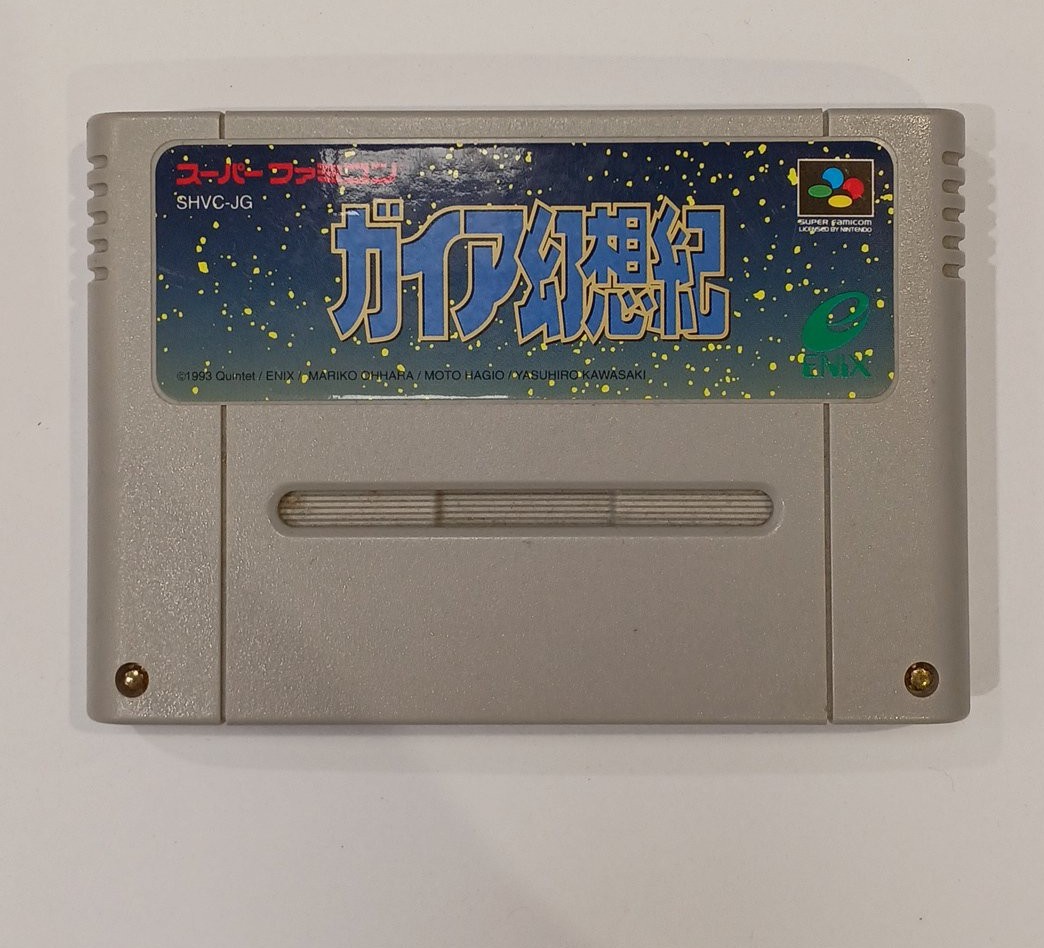 スーパーファミコン
SHVC-JG
ガイア幻想紀
SUPER FAMICOM
LICENSED BY NINTENDO
ENIX
©1993 Quintet / ENIX / MARIKO OHHARA / MOTO HAGIO / YASUHIRO KAWASAKI